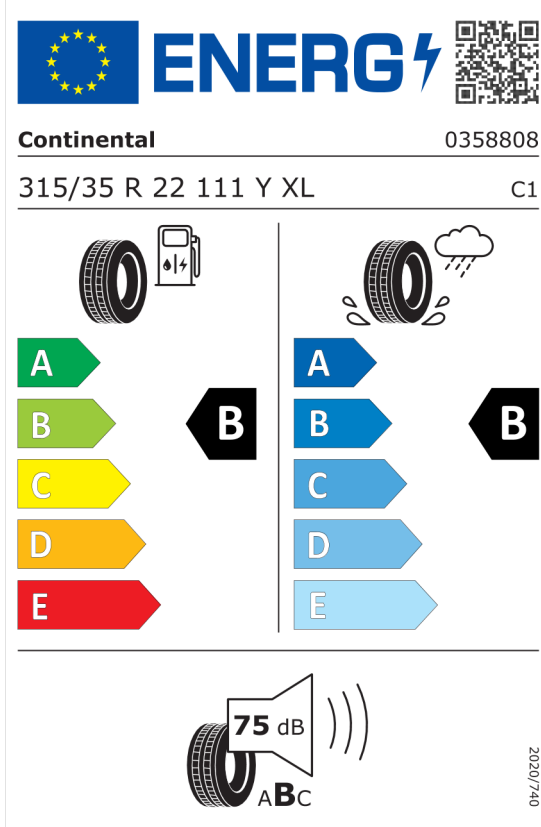 ENERG
Continental 0358808
315/35 R 22 111 Y XL C1
A A
B B B B
C C
D D
E E
75 dB
ABC
2020/740